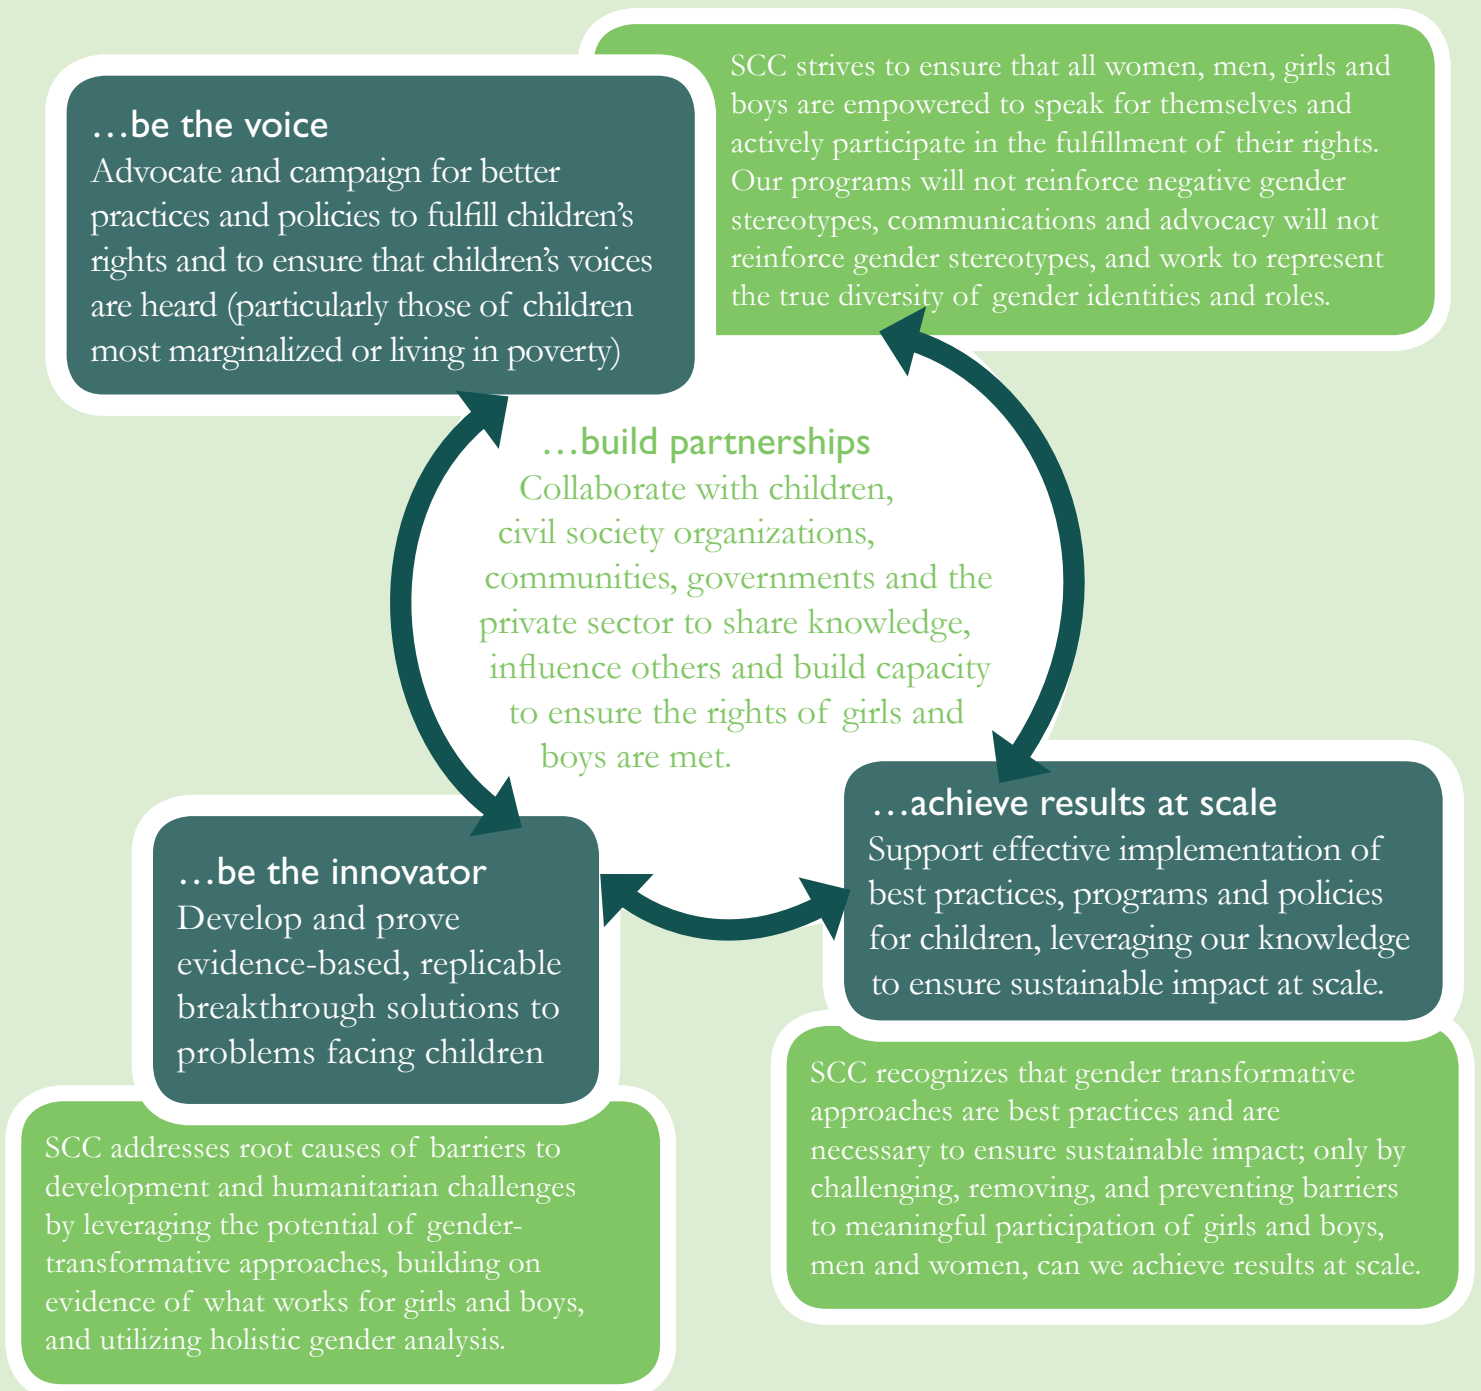 …be the voice
Advocate and campaign for better
practices and policies to fulfill children’s
rights and to ensure that children’s voices
are heard (particularly those of children
most marginalized or living in poverty)
SCC strives to ensure that all women, men, girls and
boys are empowered to speak for themselves and
actively participate in the fulfillment of their rights.
Our programs will not reinforce negative gender
stereotypes, communications and advocacy will not
reinforce gender stereotypes, and work to represent
the true diversity of gender identities and roles.
…build partnerships
Collaborate with children,
civil society organizations,
communities, governments and the
private sector to share knowledge,
influence others and build capacity
to ensure the rights of girls and
boys are met.
…be the innovator
Develop and prove
evidence-based, replicable
breakthrough solutions to
problems facing children
SCC addresses root causes of barriers to
development and humanitarian challenges
by leveraging the potential of gender-
transformative approaches, building on
evidence of what works for girls and boys,
and utilizing holistic gender analysis.
…achieve results at scale
Support effective implementation of
best practices, programs and policies
for children, leveraging our knowledge
to ensure sustainable impact at scale.
SCC recognizes that gender transformative
approaches are best practices and are
necessary to ensure sustainable impact; only by
challenging, removing, and preventing barriers
to meaningful participation of girls and boys,
men and women, can we achieve results at scale.